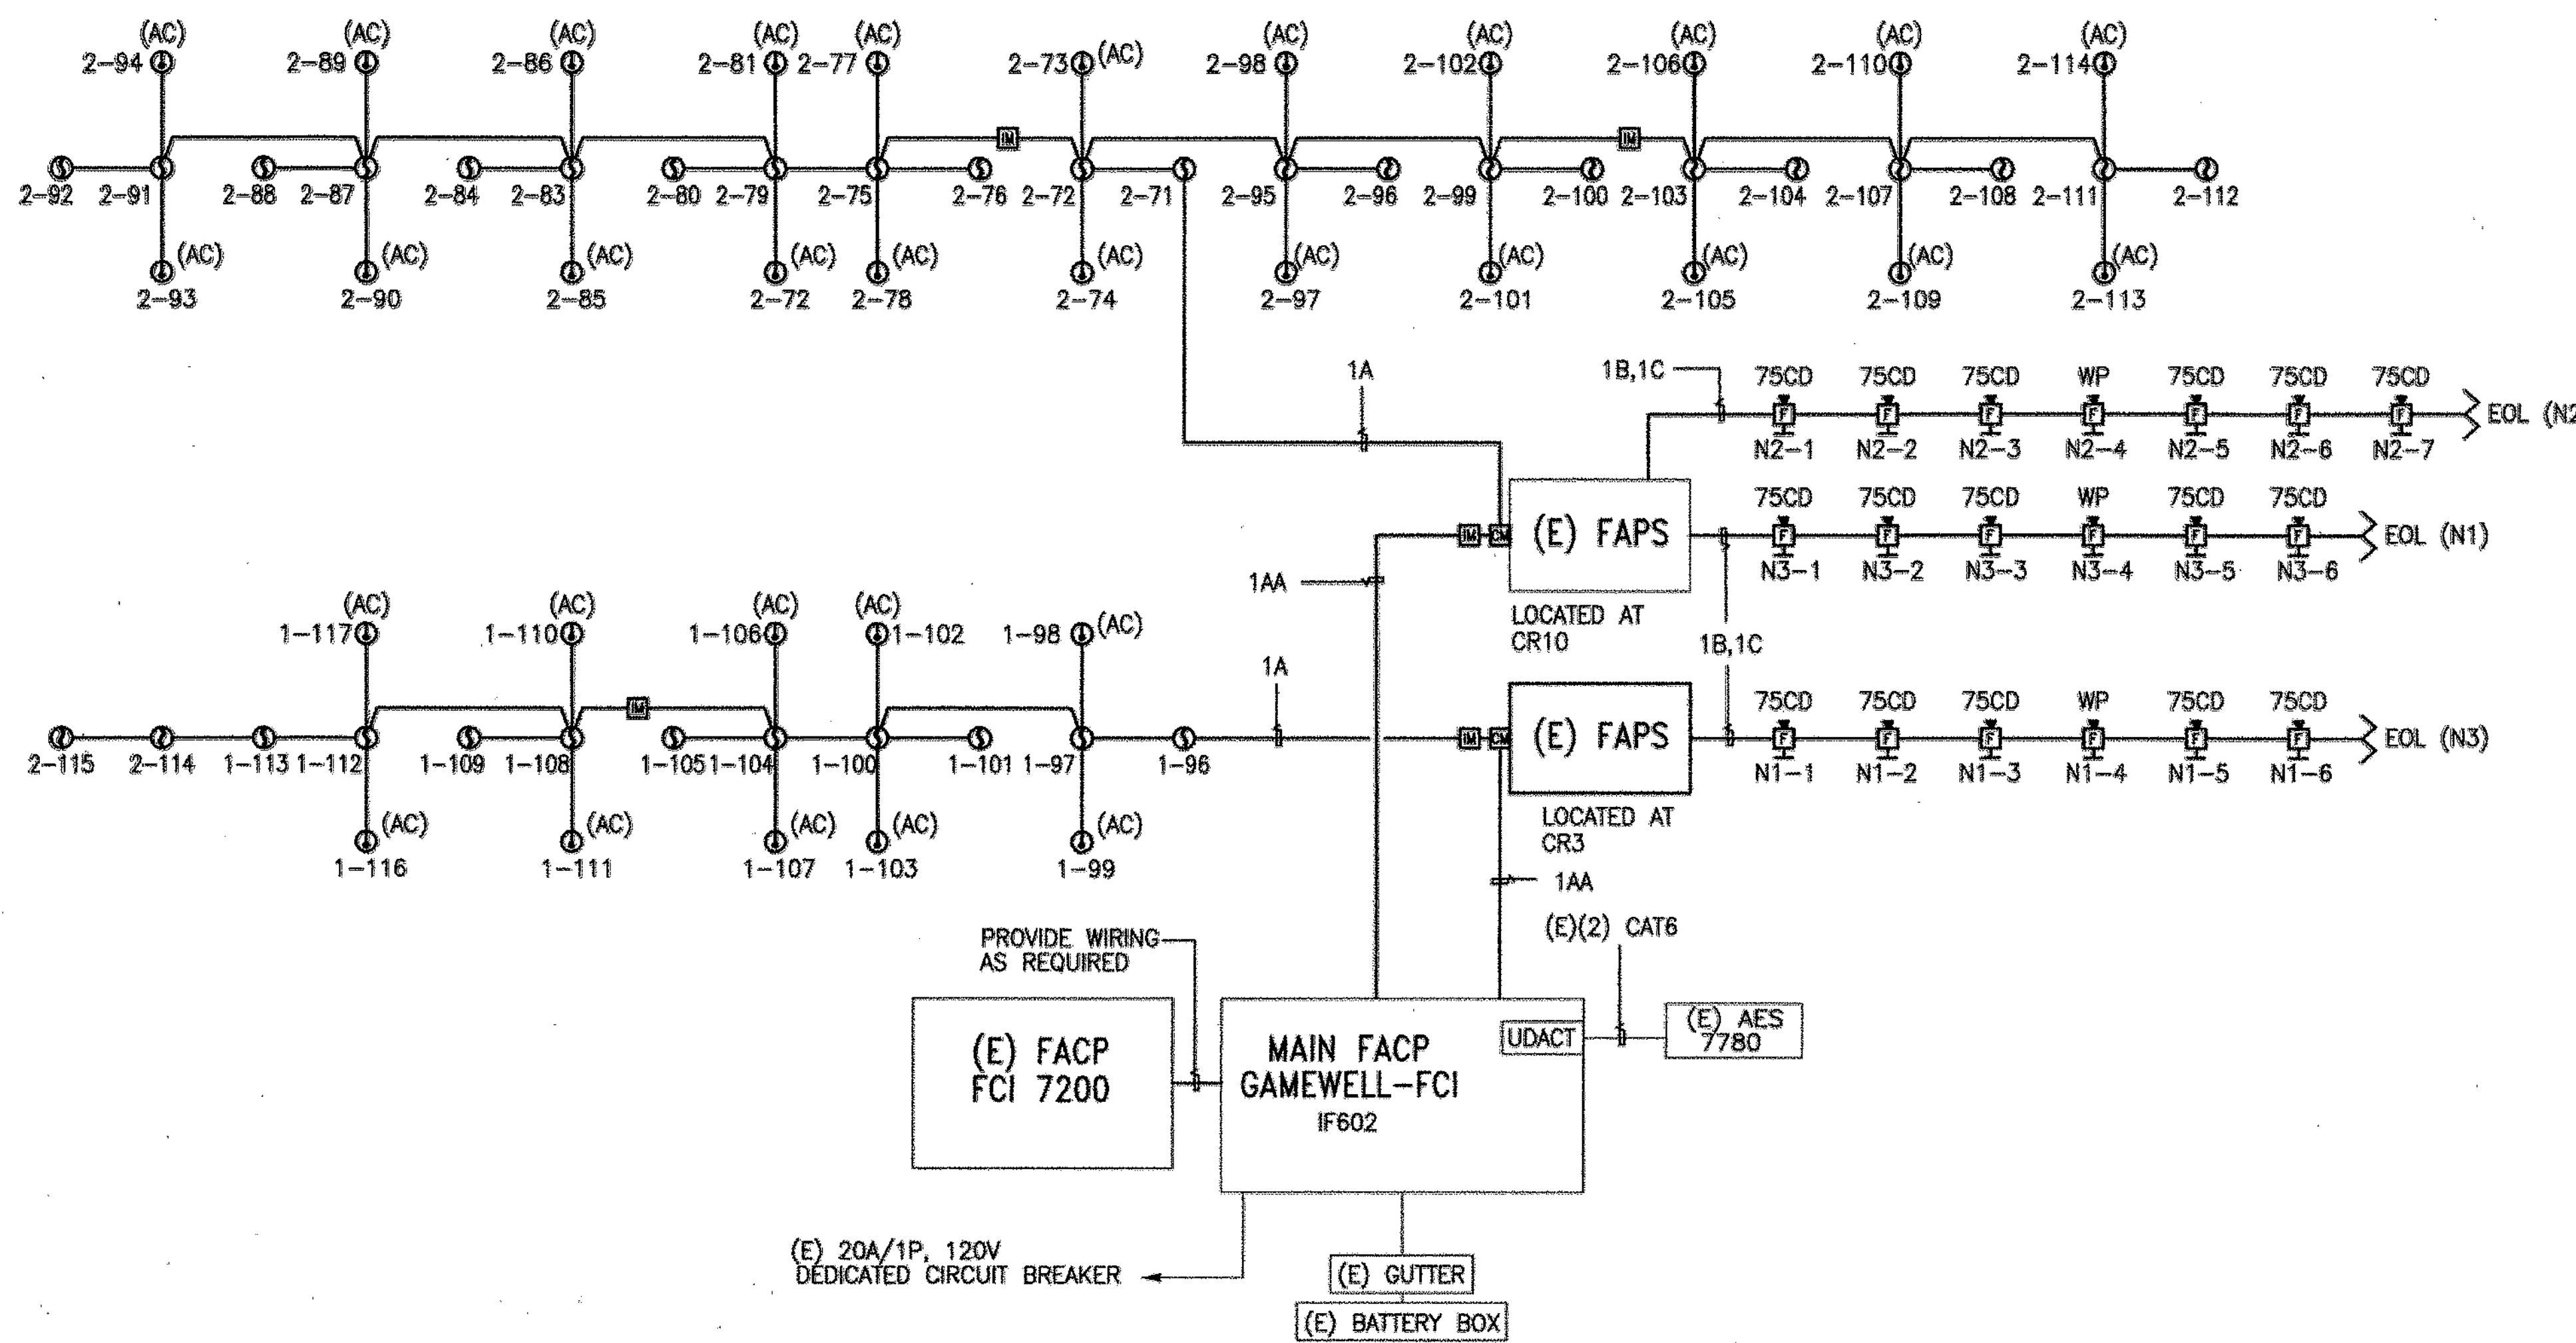 (AC) (AC) (AC) (AC) (AC) (AC) (AC) (AC) (AC) (AC) (AC)
2-94 2-89 2-86 2-81 2-77 2-73 2-98 2-102 2-106 2-110 2-114
IM IM
2-92 2-91 2-88 2-87 2-84 2-83 2-80 2-79 2-75 2-76 2-72 2-71 2-95 2-96 2-99 2-100 2-103 2-104 2-107 2-108 2-111 2-112
(AC) (AC) (AC) (AC) (AC) (AC) (AC) (AC) (AC) (AC) (AC)
2-93 2-90 2-85 2-72 2-78 2-74 2-97 2-101 2-105 2-109 2-113
1A
1B,1C
75CD 75CD 75CD WP 75CD 75CD 75CD
F F F F F F F
EOL (N2
N2-1 N2-2 N2-3 N2-4 N2-5 N2-6 N2-7
IM CM
(E) FAPS
75CD 75CD 75CD WP 75CD 75CD
F F F F F F
EOL (N1)
N3-1 N3-2 N3-3 N3-4 N3-5 N3-6
1AA
LOCATED AT
CR10
1B,1C
(AC) (AC) (AC) (AC) (AC)
1-117 1-110 1-106 1-102 1-98
IM
1A
2-115 2-114 1-113 1-112 1-109 1-108 1-105 1-104 1-100 1-101 1-97 1-96
(AC) (AC) (AC) (AC) (AC)
1-116 1-111 1-107 1-103 1-99
IM CM
(E) FAPS
75CD 75CD 75CD WP 75CD 75CD
F F F F F F
EOL (N3)
N1-1 N1-2 N1-3 N1-4 N1-5 N1-6
LOCATED AT
CR3
1AA
(E)(2) CAT6
PROVIDE WIRING
AS REQUIRED
(E) FACP
FCI 7200
MAIN FACP
GAMEWELL-FCI
IF602
UDACT
(E) AES
7780
(E) 20A/1P, 120V
DEDICATED CIRCUIT BREAKER
(E) GUTTER
(E) BATTERY BOX